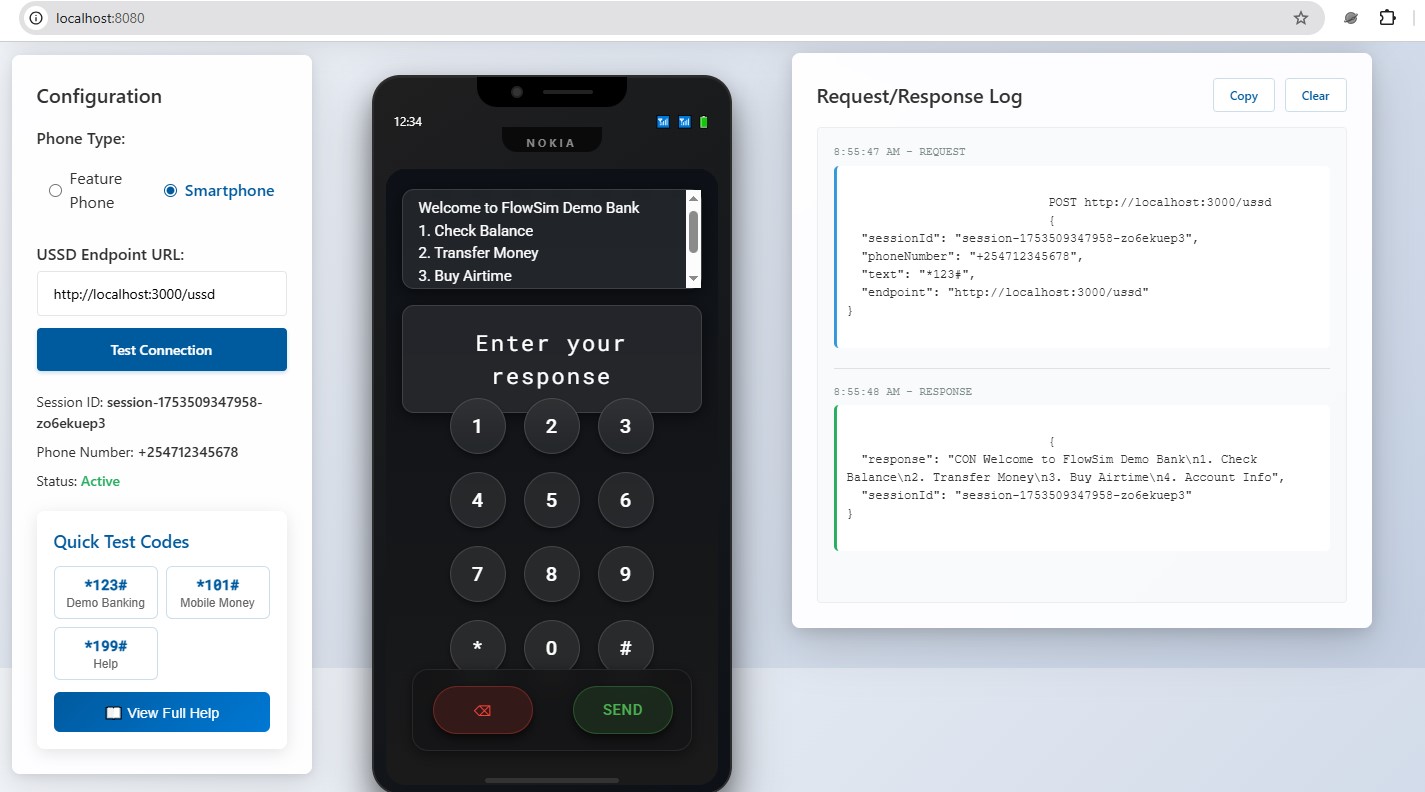 localhost:8080
Configuration
Phone Type:
Feature
Phone
Smartphone
USSD Endpoint URL:
http://localhost:3000/ussd
Test Connection
Session ID: session-1753509347958-
zo6ekuep3
Phone Number: +254712345678
Status: Active
Quick Test Codes
*123#
Demo Banking
*101#
Mobile Money
*199#
Help
View Full Help
12:34
NOKIA
Welcome to FlowSim Demo Bank
1. Check Balance
2. Transfer Money
3. Buy Airtime
Enter your
response
1 2 3
4 5 6
7 8 9
* 0 #
SEND
Request/Response Log
Copy
Clear
8:55:47 AM - REQUEST
POST http://localhost:3000/ussd
{
"sessionId": "session-1753509347958-zo6ekuep3",
"phoneNumber": "+254712345678",
"text": "*123#",
"endpoint": "http://localhost:3000/ussd"
}
8:55:48 AM - RESPONSE
{
"response": "CON Welcome to FlowSim Demo Bank\n1. Check
Balance\n2. Transfer Money\n3. Buy Airtime\n4. Account Info",
"sessionId": "session-1753509347958-zo6ekuep3"
}